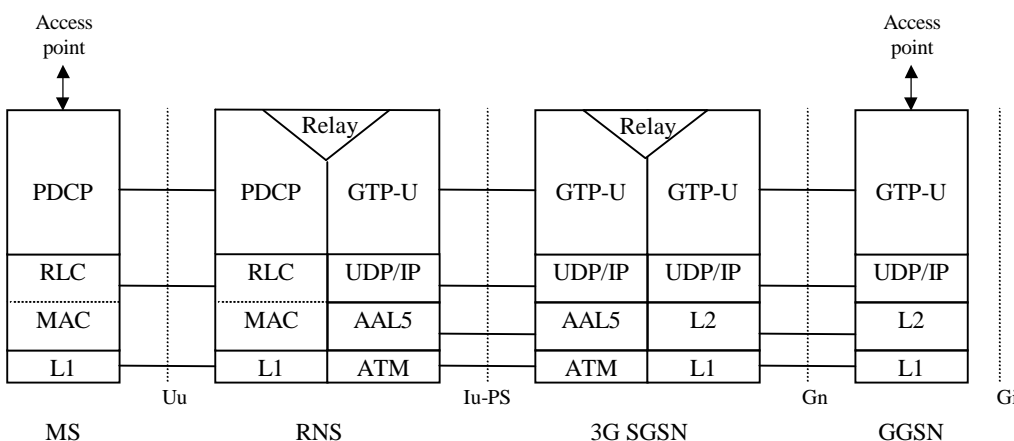 Access
point
Access
point
Relay
Relay
PDCP
PDCP
GTP-U
GTP-U
GTP-U
GTP-U
RLC
RLC
UDP/IP
UDP/IP
UDP/IP
UDP/IP
MAC
MAC
AAL5
AAL5
L2
L2
L1
L1
ATM
ATM
L1
L1
Uu
Iu-PS
Gn
Gi
MS
RNS
3G SGSN
GGSN